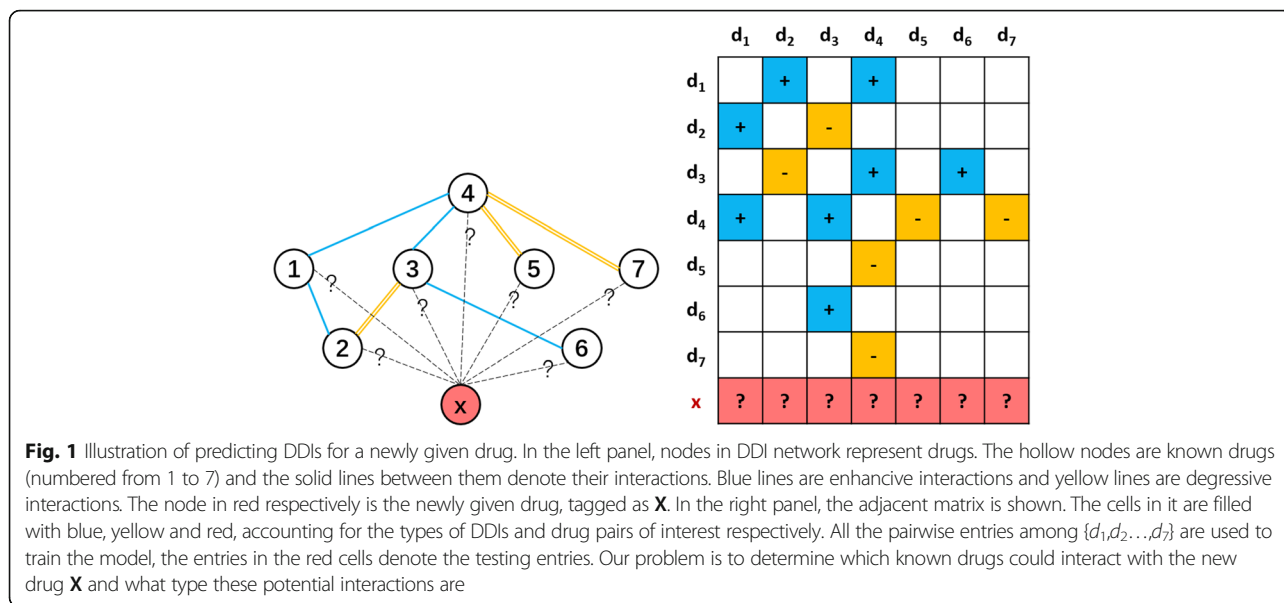 d1 d2 d3 d4 d5 d6 d7
d1 + +
d2 + -
d3 - + +
d4 + + - -
d5 -
d6 +
d7 -
x ? ? ? ? ? ? ?
4
?
1 3 5 7
? ? ? ?
2 6
? ?
x
Fig. 1 Illustration of predicting DDIs for a newly given drug. In the left panel, nodes in DDI network represent drugs. The hollow nodes are known drugs
(numbered from 1 to 7) and the solid lines between them denote their interactions. Blue lines are enhancive interactions and yellow lines are degressive
interactions. The node in red respectively is the newly given drug, tagged as X. In the right panel, the adjacent matrix is shown. The cells in it are filled
with blue, yellow and red, accounting for the types of DDIs and drug pairs of interest respectively. All the pairwise entries among {d1,d2…,d7} are used to
train the model, the entries in the red cells denote the testing entries. Our problem is to determine which known drugs could interact with the new
drug X and what type these potential interactions are